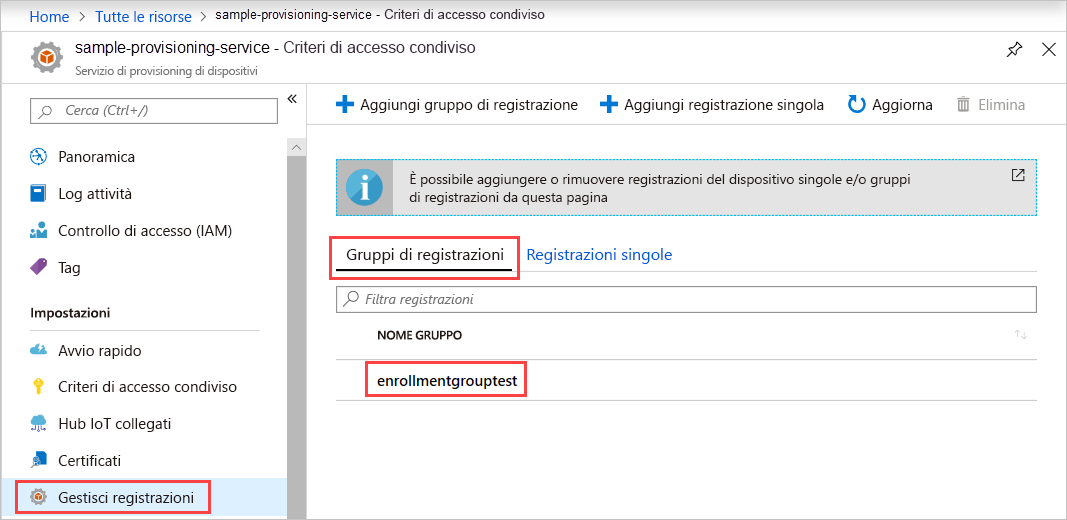 Home > Tutte le risorse > sample-provisioning-service - Criteri di accesso condiviso
sample-provisioning-service - Criteri di accesso condiviso
Servizio di provisioning di dispositivi
Cerca (Ctrl+/)
Panoramica
Log attività
Controllo di accesso (IAM)
Tag
Impostazioni
Avvio rapido
Criteri di accesso condiviso
Hub IoT collegati
Certificati
Gestisci registrazioni
Aggiungi gruppo di registrazione
Aggiungi registrazione singola
Aggiorna
Elimina
È possibile aggiungere o rimuovere registrazioni del dispositivo singole e/o gruppi
di registrazioni da questa pagina
Gruppi di registrazioni
Registrazioni singole
Filtra registrazioni
NOME GRUPPO
enrollmentgrouptest